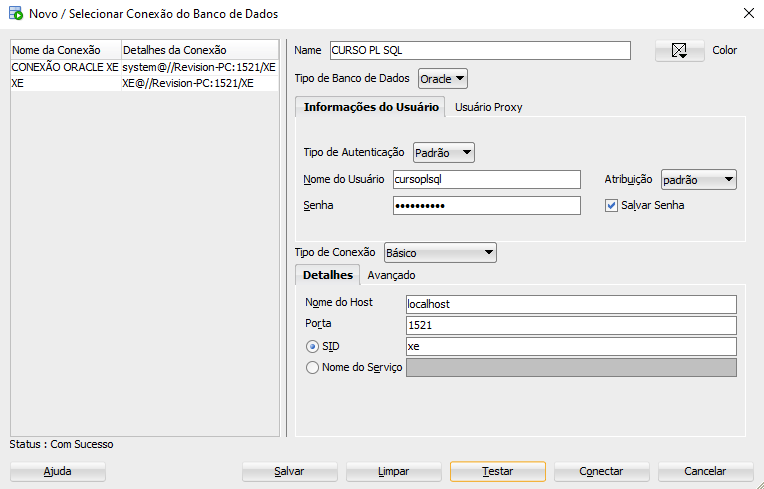 Novo / Selecionar Conexão do Banco de Dados
Nome da Conexão Detalhes da Conexão
CONEXÃO ORACLE XE system@//Revision-PC:1521/XE
XE XE@//Revision-PC:1521/XE
Name CURSO PL SQL Color
Tipo de Banco de Dados Oracle
Informações do Usuário Usuário Proxy
Tipo de Autenticação Padrão
Nome do Usuário cursoplsql Atribuição padrão
Senha •••••••••• Salvar Senha
Tipo de Conexão Básico
Detalhes Avançado
Nome do Host localhost
Porta 1521
SID xe
Nome do Serviço
Status : Com Sucesso
Ajuda Salvar Limpar Testar Conectar Cancelar